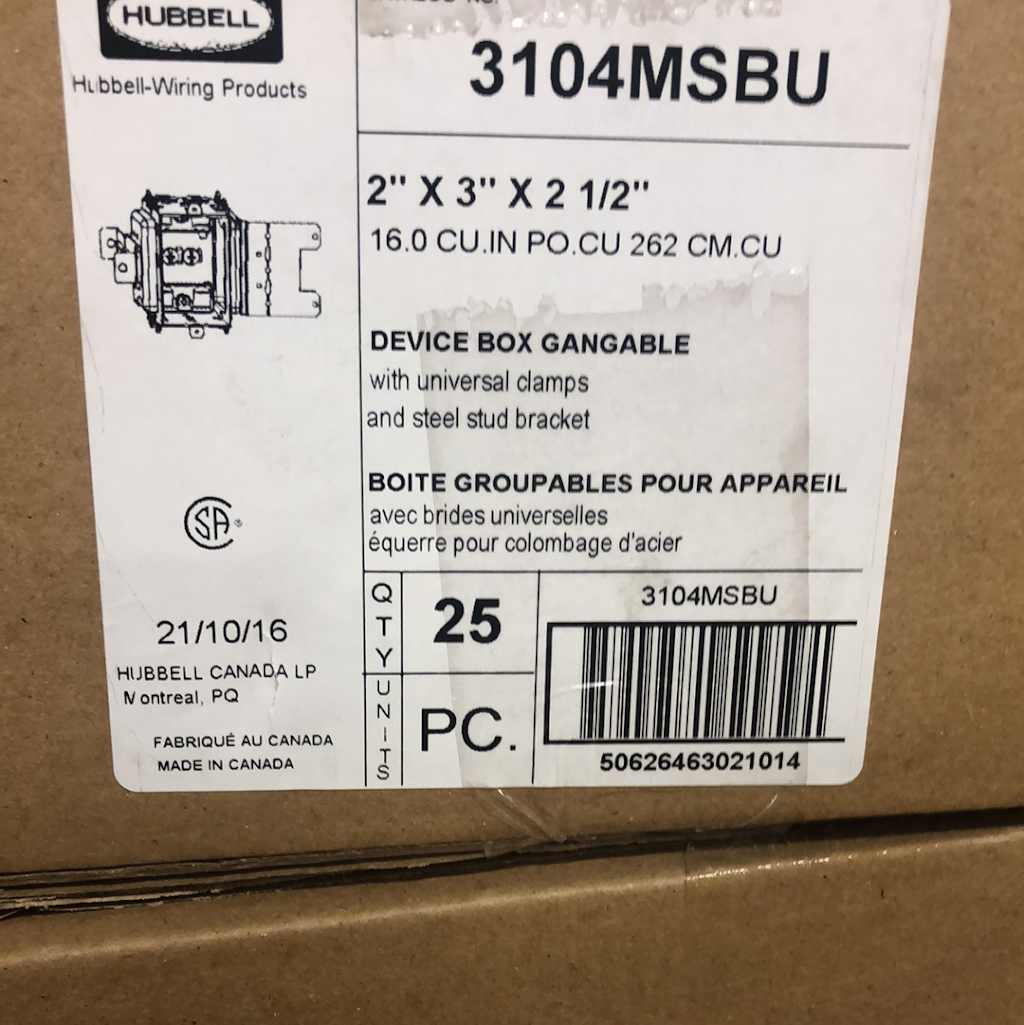 HUBBELL
Hubbell-Wiring Products
3104MSBU
2" X 3" X 2 1/2"
16.0 CU.IN PO.CU 262 CM.CU
DEVICE BOX GANGABLE
with universal clamps
and steel stud bracket
BOITE GROUPABLES POUR APPAREIL
avec brides universelles
équerre pour colombage d'acier
CSA®
21/10/16
HUBBELL CANADA LP
Montreal, PQ
FABRIQUÉ AU CANADA
MADE IN CANADA
QTY
25
UNITS
PC.
3104MSBU
50626463021014